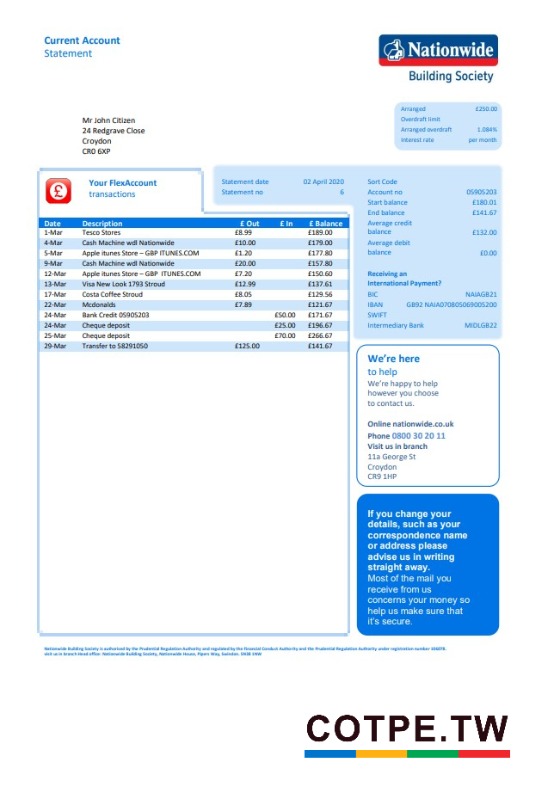 Current Account
Statement
Nationwide
Building Society
Arranged £250.00
Overdraft limit
Arranged overdraft 1.084%
Interest rate per month
Mr John Citizen
24 Redgrave Close
Croydon
CR0 6XP
Your FlexAccount
transactions
Statement date 02 April 2020
Statement no 6
Sort Code
Account no 05905203
Start balance £180.01
End balance £141.67
Average credit
balance £132.00
Average debit
balance £0.00
Receiving an
International Payment?
BIC NAIAGB21
IBAN GB92 NAIA07080506905200
SWIFT
Intermediary Bank MIDLGB22
Date Description £ Out £ In £ Balance
1-Mar Tesco Stores £8.99 £189.00
4-Mar Cash Machine wdl Nationwide £10.00 £179.00
5-Mar Apple itunes Store – GBP ITUNES.COM £1.20 £177.80
9-Mar Cash Machine wdl Nationwide £20.00 £157.80
12-Mar Apple itunes Store – GBP ITUNES.COM £7.20 £150.60
13-Mar Visa New Look 1793 Stroud £12.99 £137.61
17-Mar Costa Coffee Stroud £8.05 £129.56
22-Mar Mcdonalds £7.89 £121.67
24-Mar Bank Credit 05905203 £50.00 £171.67
24-Mar Cheque deposit £25.00 £196.67
25-Mar Cheque deposit £70.00 £266.67
29-Mar Transfer to 58291050 £125.00 £141.67
We're here
to help
We're happy to help
however you choose
to contact us.
Online nationwide.co.uk
Phone 0800 30 20 11
Visit us in branch
11a George St
Croydon
CR9 1HP
If you change your
details, such as your
correspondence name
or address please
advise us in writing
straight away.
Most of the mail you
receive from us
concerns your money so
help us make sure that
it's secure.
Nationwide Building Society is authorised by the Prudential Regulation Authority and regulated by the Financial Conduct Authority and the Prudential Regulation Authority under registration number
Visit us in branch Head office: Nationwide Building Society, Nationwide House, Pipers Way, Swindon.
COTPE.TW